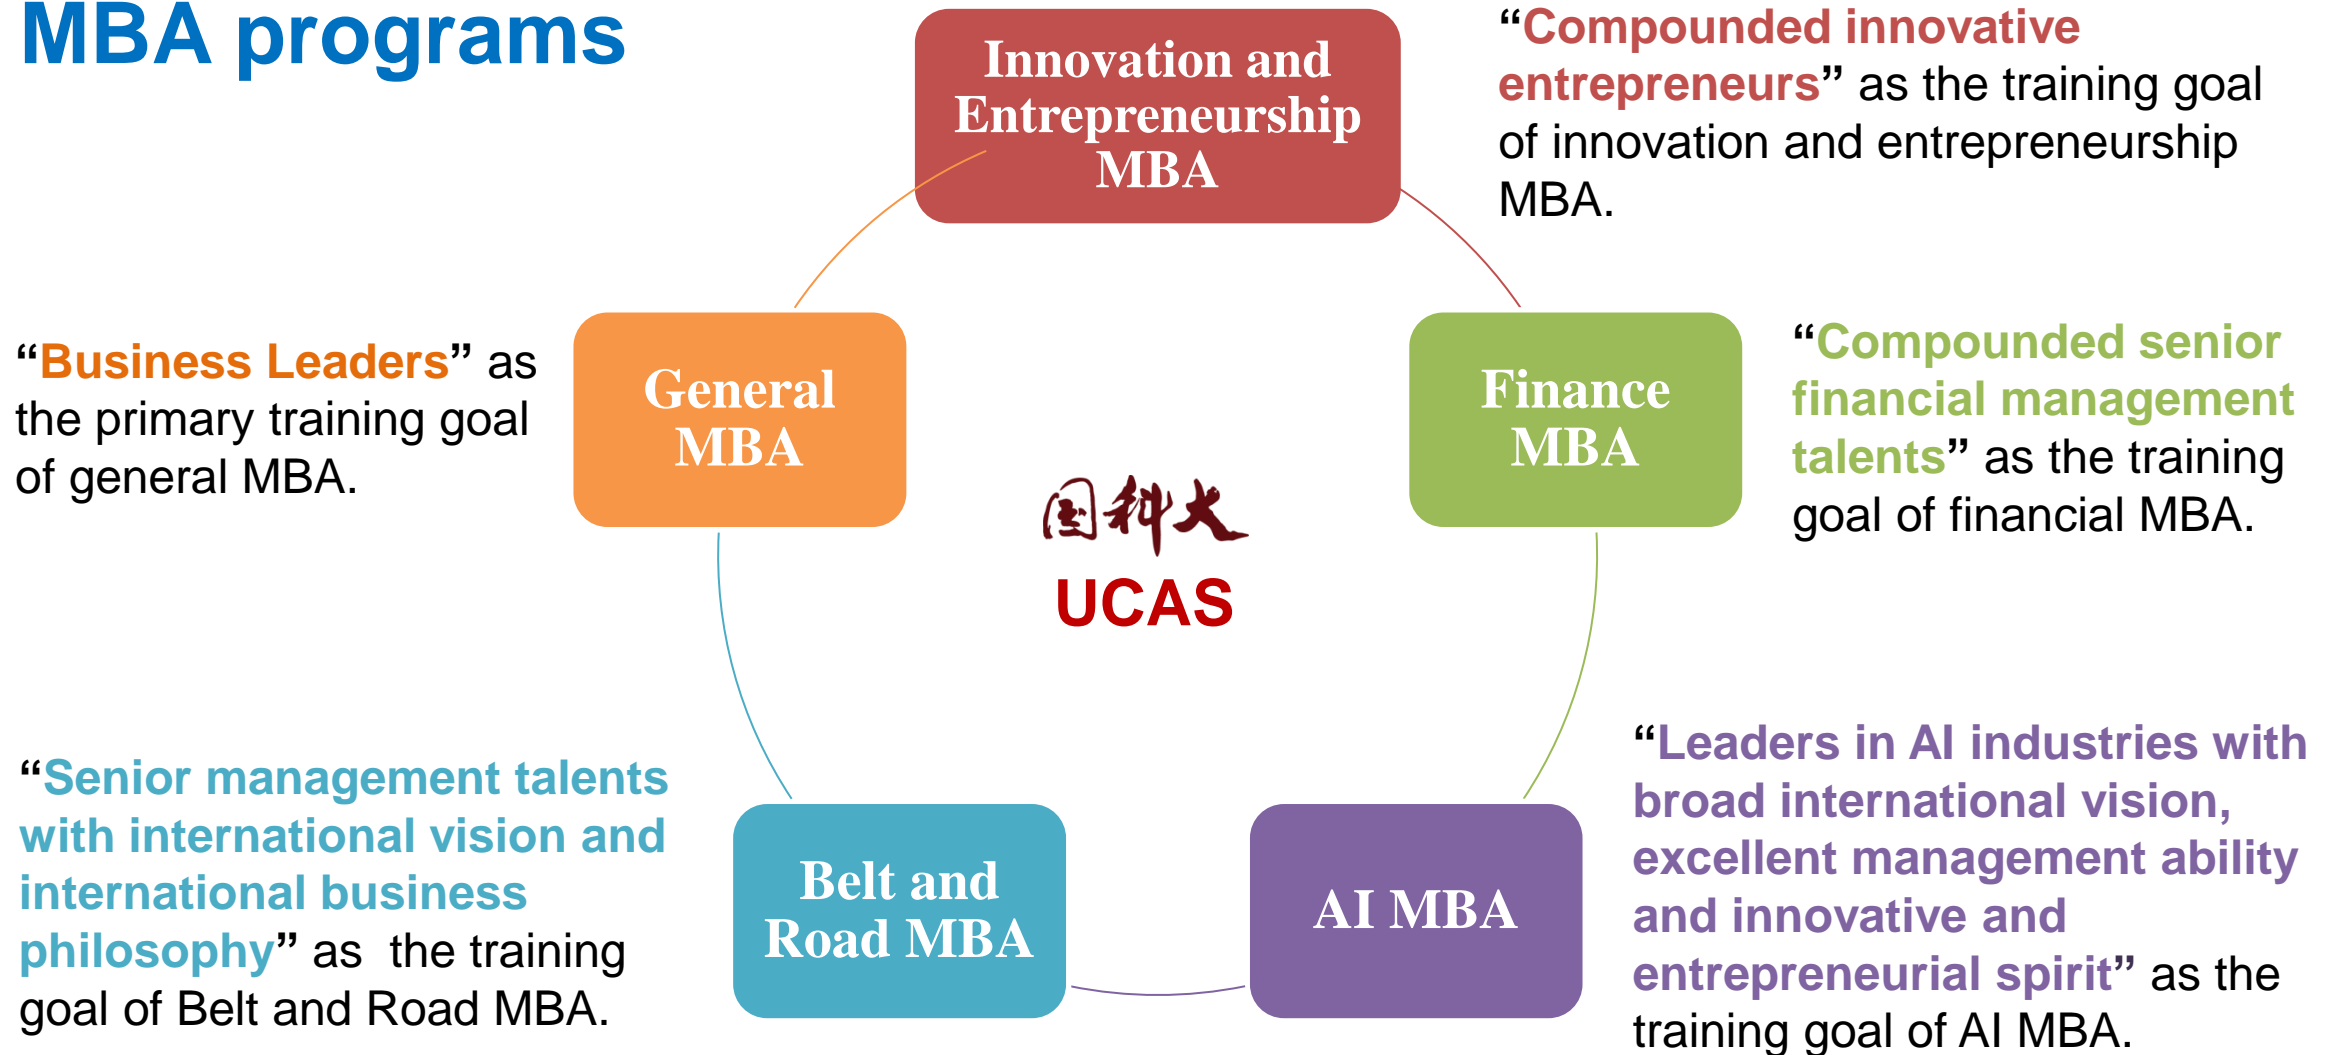 MBA programs
Innovation and
Entrepreneurship
MBA
“Compounded innovative
entrepreneurs” as the training goal
of innovation and entrepreneurship
MBA.
“Business Leaders” as
the primary training goal
of general MBA.
General
MBA
Finance
MBA
“Compounded senior
financial management
talents” as the training
goal of financial MBA.
国科大
UCAS
“Senior management talents
with international vision and
international business
philosophy” as  the training
goal of Belt and Road MBA.
Belt and
Road MBA
AI MBA
“Leaders in AI industries with
broad international vision,
excellent management ability
and innovative and
entrepreneurial spirit” as the
training goal of AI MBA.